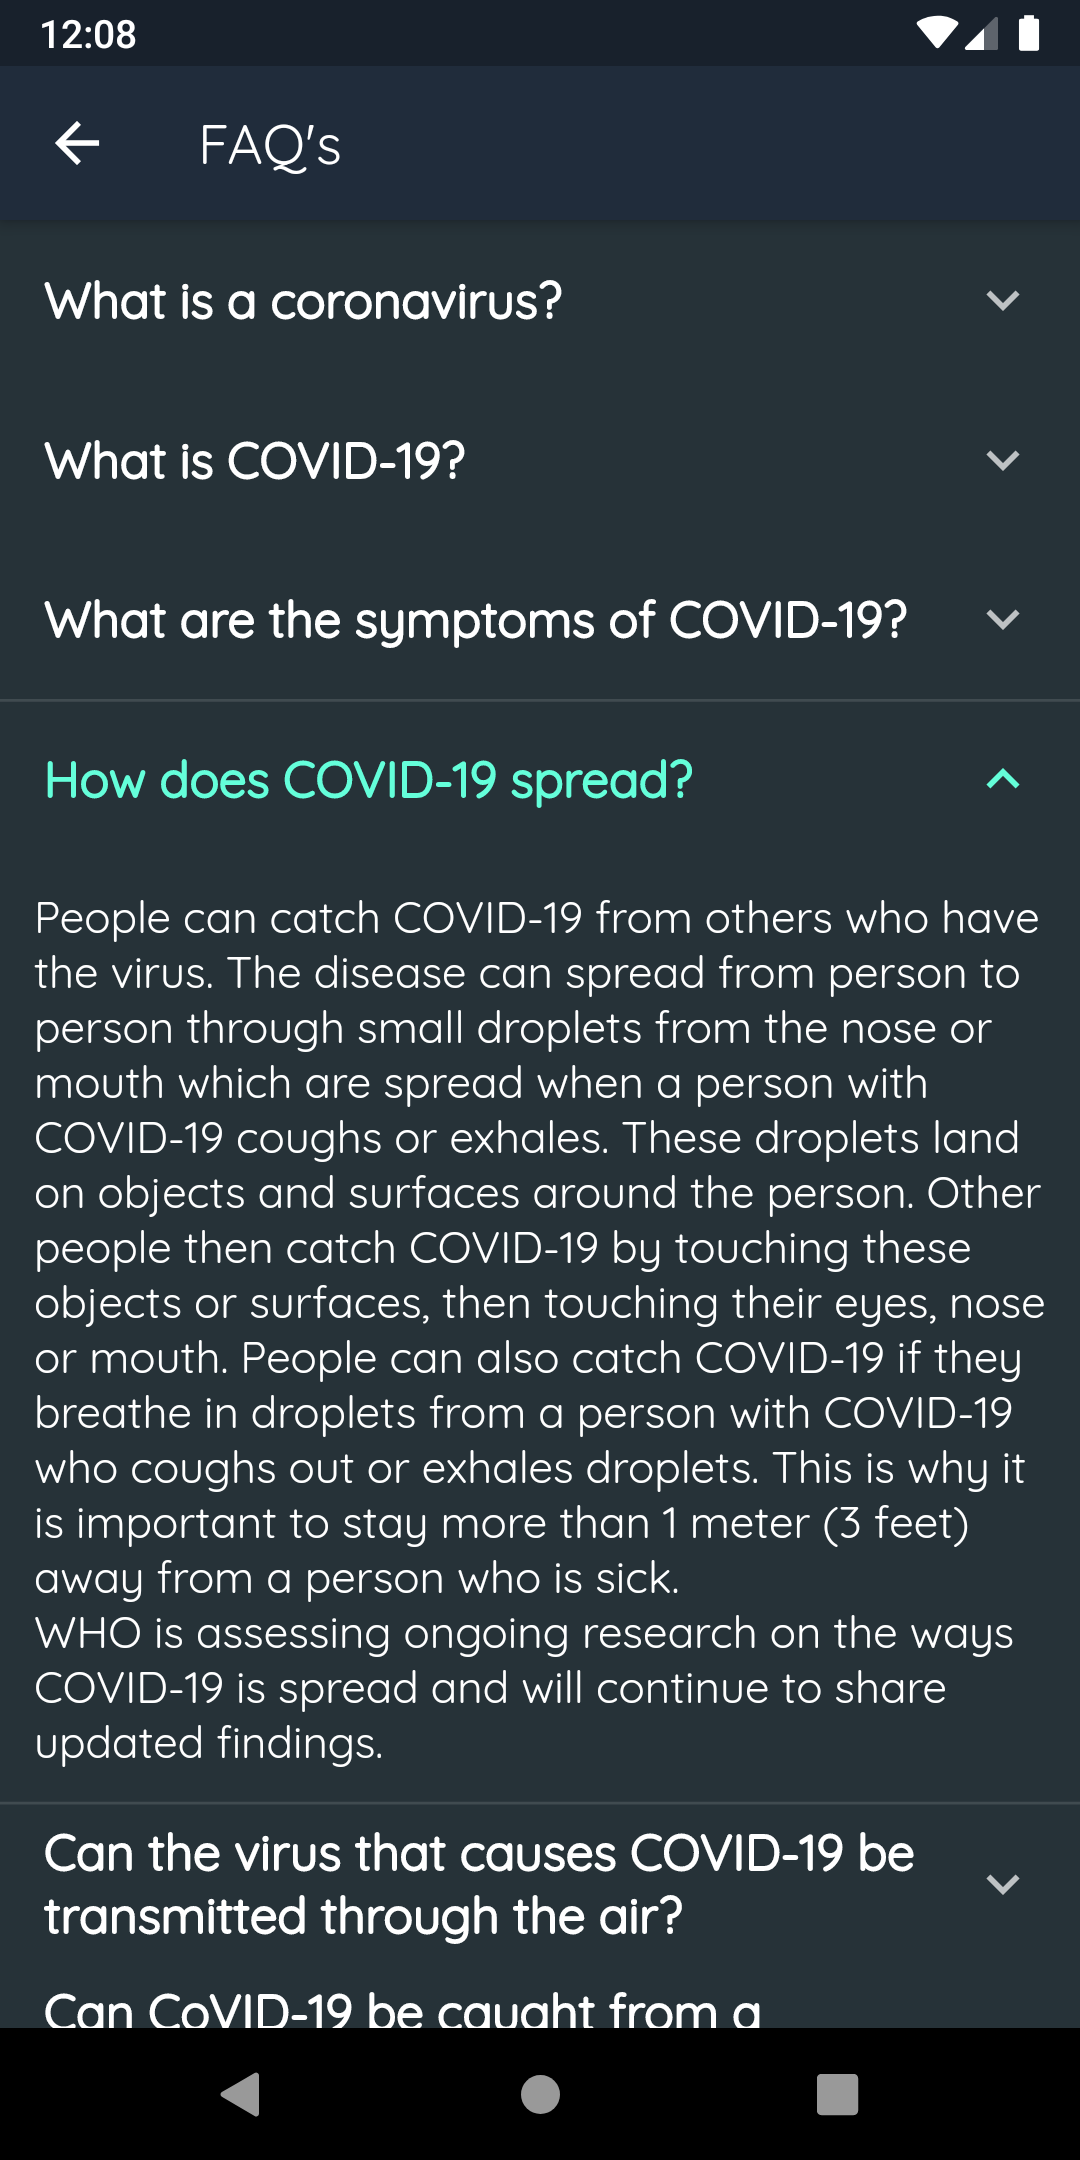 12:08
FAQ's
What is a coronavirus?
What is COVID-19?
What are the symptoms of COVID-19?
How does COVID-19 spread?
People can catch COVID-19 from others who have
the virus. The disease can spread from person to
person through small droplets from the nose or
mouth which are spread when a person with
COVID-19 coughs or exhales. These droplets land
on objects and surfaces around the person. Other
people then catch COVID-19 by touching these
objects or surfaces, then touching their eyes, nose
or mouth. People can also catch COVID-19 if they
breathe in droplets from a person with COVID-19
who coughs out or exhales droplets. This is why it
is important to stay more than 1 meter (3 feet)
away from a person who is sick.
WHO is assessing ongoing research on the ways
COVID-19 is spread and will continue to share
updated findings.
Can the virus that causes COVID-19 be
transmitted through the air?
Can CoVID-19 be caught from a